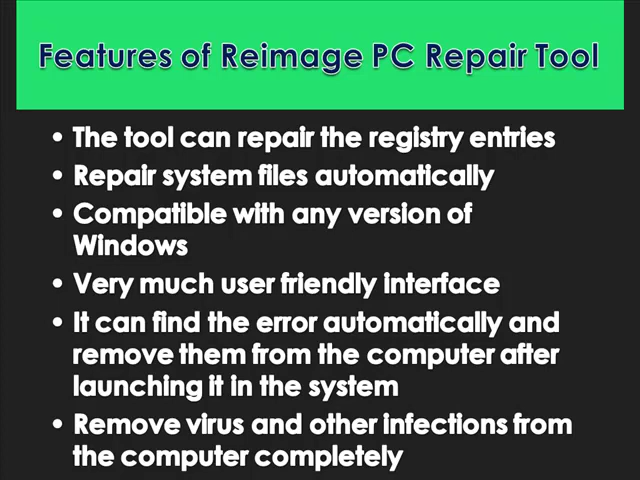 Features of Reimage PC Repair Tool
• The tool can repair the registry entries
• Repair system files automatically
• Compatible with any version of
Windows
• Very much user friendly interface
• It can find the error automatically and
remove them from the computer after
launching it in the system
• Remove virus and other infections from
the computer completely